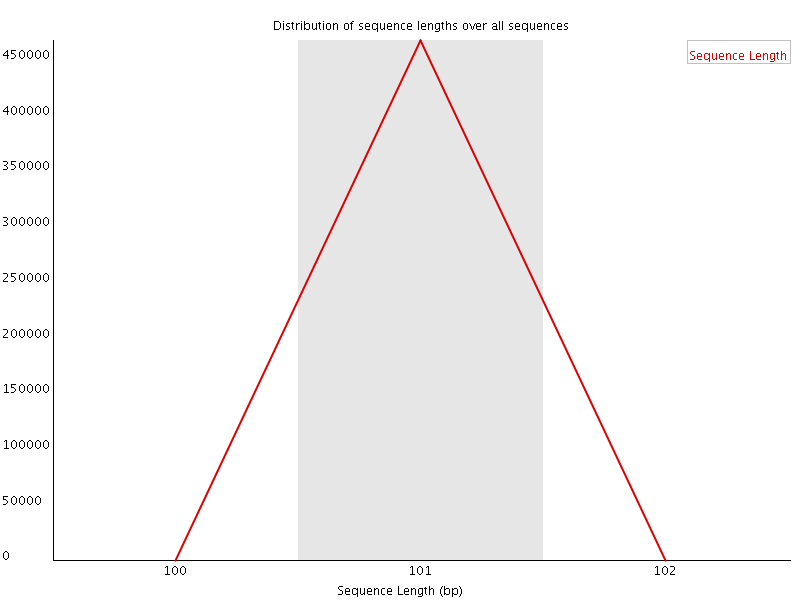 Distribution of sequence lengths over all sequences
Sequence Length
450000
400000
350000
300000
250000
200000
150000
100000
50000
0
100 101 102
Sequence Length (bp)